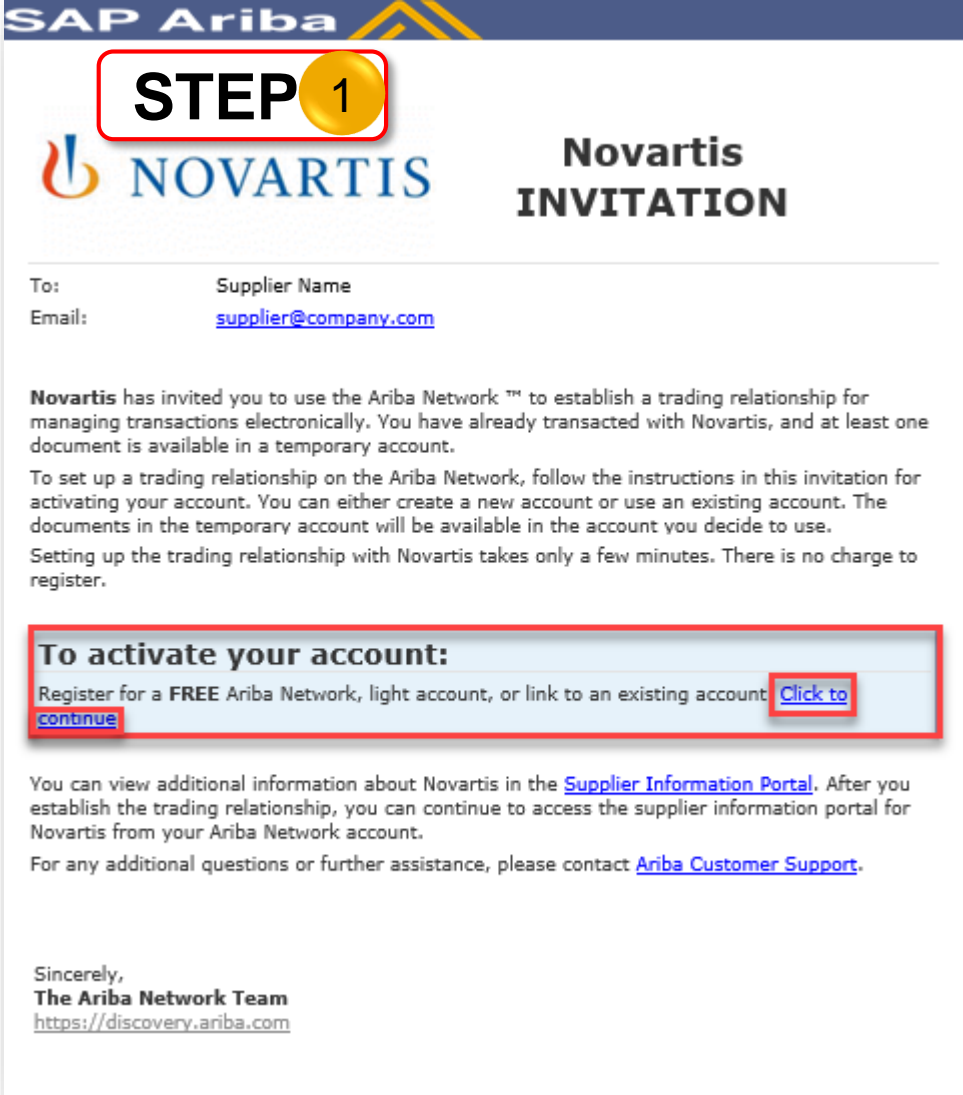 SAP Ariba
STEP 1
NOVARTIS
Novartis
INVITATION
To: Supplier Name
Email: supplier@company.com
Novartis has invited you to use the Ariba Network ™ to establish a trading relationship for
managing transactions electronically. You have already transacted with Novartis, and at least one
document is available in a temporary account.
To set up a trading relationship on the Ariba Network, follow the instructions in this invitation for
activating your account. You can either create a new account or use an existing account. The
documents in the temporary account will be available in the account you decide to use.
Setting up the trading relationship with Novartis takes only a few minutes. There is no charge to
register.
To activate your account:
Register for a FREE Ariba Network, light account, or link to an existing account Click to
continue
You can view additional information about Novartis in the Supplier Information Portal. After you
establish the trading relationship, you can continue to access the supplier information portal for
Novartis from your Ariba Network account.
For any additional questions or further assistance, please contact Ariba Customer Support.
Sincerely,
The Ariba Network Team
https://discovery.ariba.com